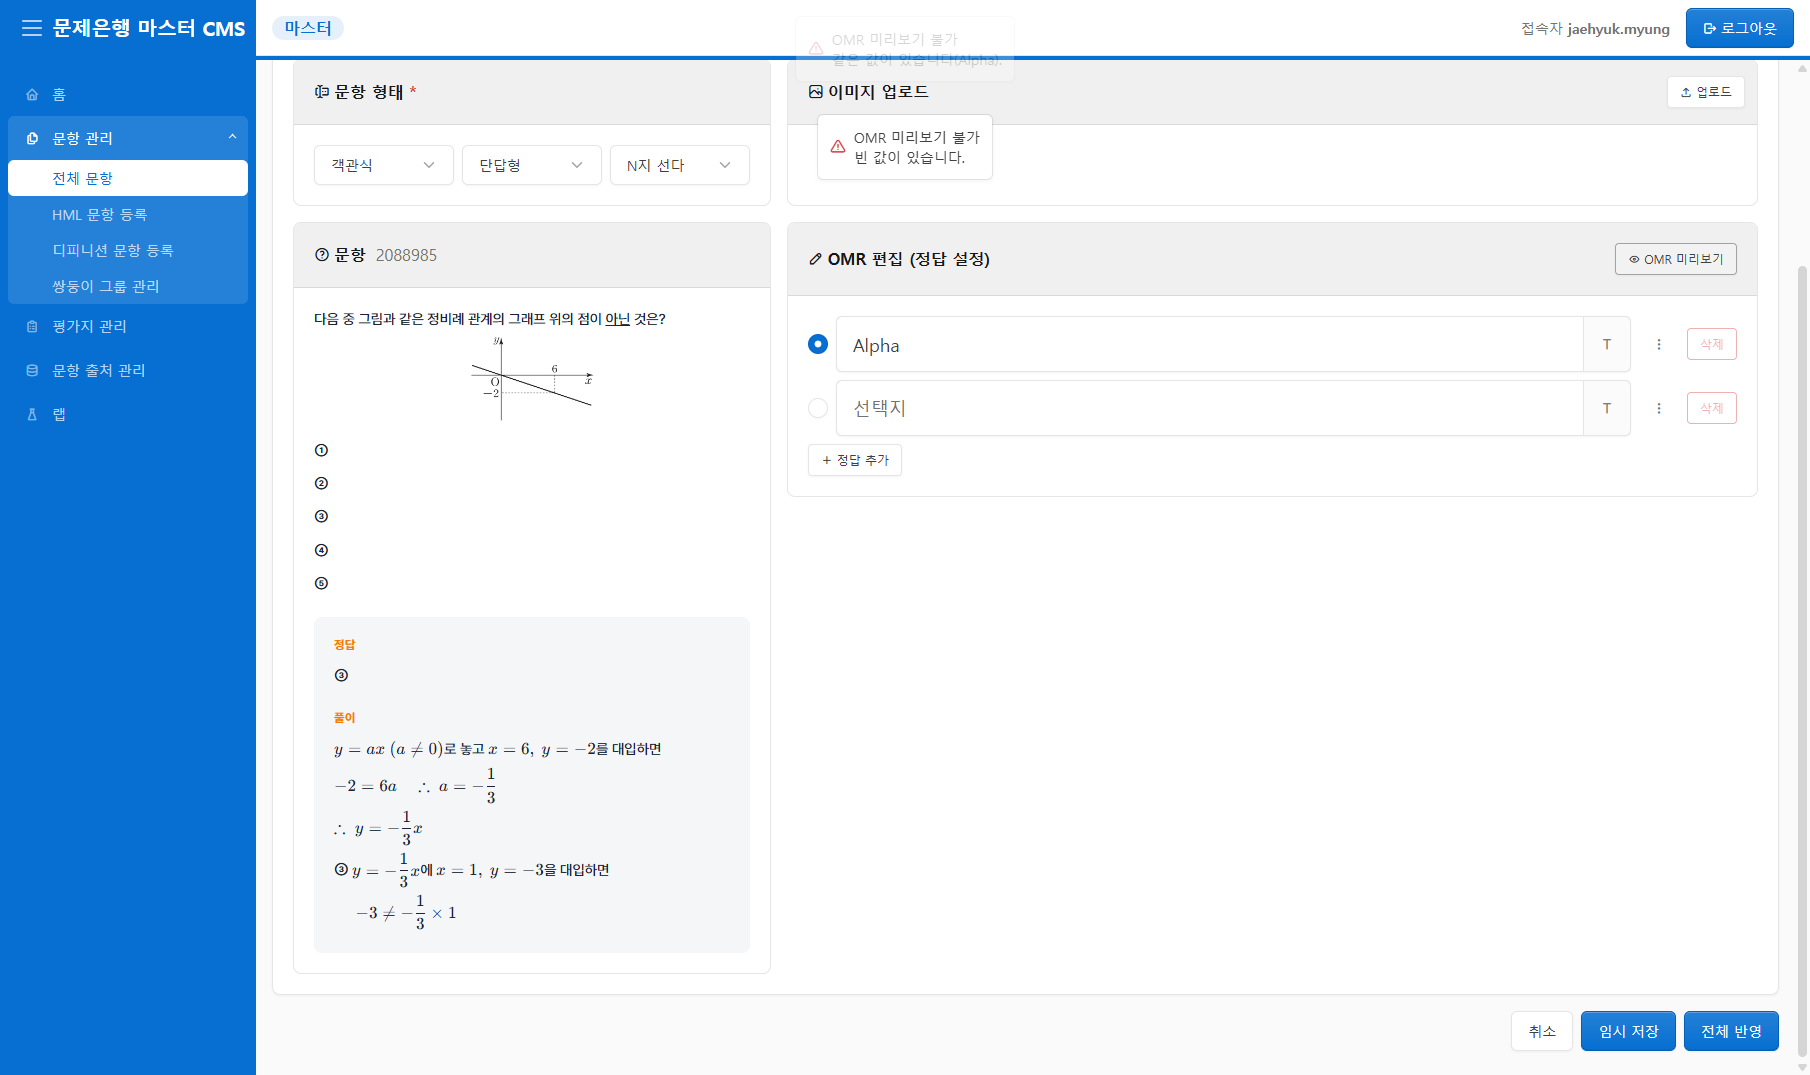 문제은행 마스터 CMS
홈
문항 관리
전체 문항
HML 문항 등록
디피니션 문항 등록
쌍둥이 그룹 관리
평가지 관리
문항 출처 관리
랩
마스터
접속자 jaehyuk.myung
로그아웃
OMR 미리보기 불가
같은 값이 있습니다(Alpha).
문항 형태 *
객관식
단답형
N지 선다
이미지 업로드
업로드
OMR 미리보기 불가
빈 값이 있습니다.
문항 2088985
다음 중 그림과 같은 정비례 관계의 그래프 위의 점이 아닌 것은?
y
6
O
x
−2
①
②
③
④
⑤
정답
③
풀이
y = ax (a ≠ 0)로 놓고 x = 6, y = −2를 대입하면
−2 = 6a ∴ a = −1/3
∴ y = −1/3x
③ y = −1/3x에 x = 1, y = −3을 대입하면
−3 ≠ −1/3 × 1
OMR 편집 (정답 설정)
OMR 미리보기
Alpha
T
삭제
선택지
T
삭제
+ 정답 추가
취소
임시 저장
전체 반영